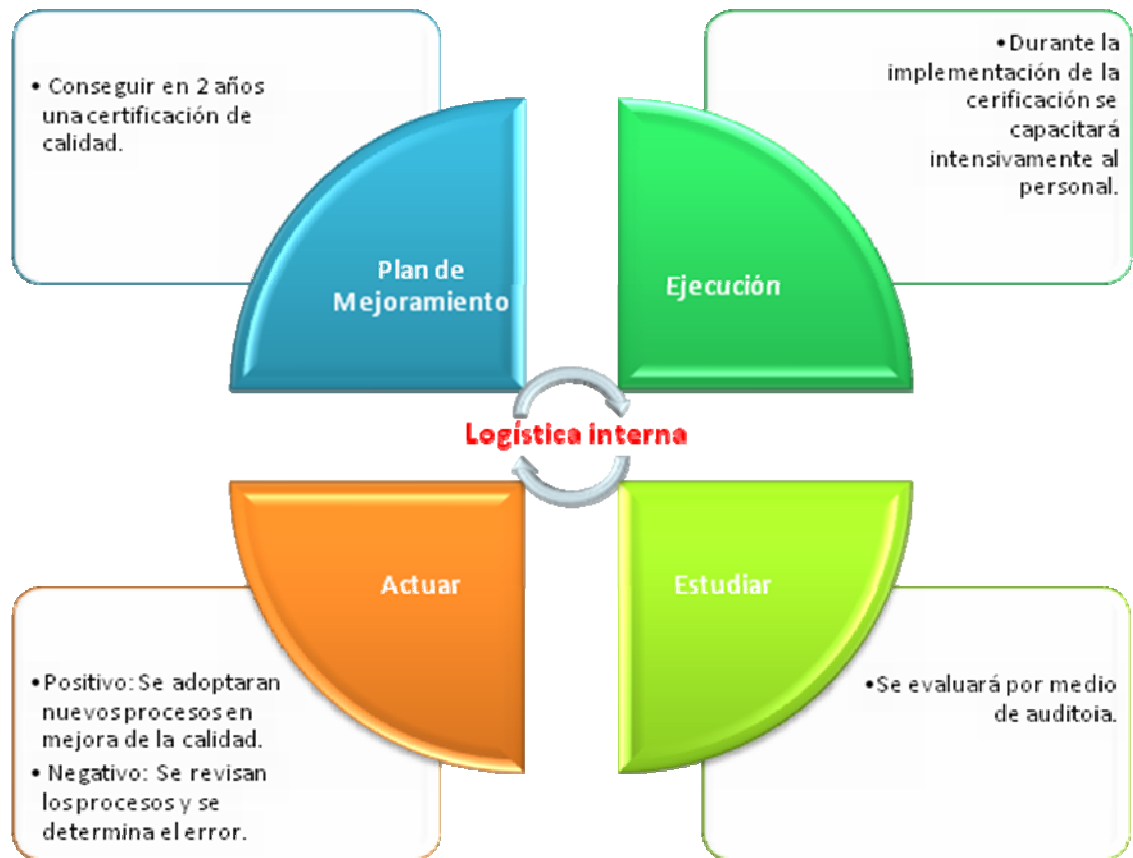 • Conseguir en 2 años
una certificación de
calidad.
•Durante la
implementación de la
cerificación se
capacitará
intensivamente al
personal.
Plan de
Mejoramiento
Ejecución
Logística interna
Actuar
Estudiar
•Positivo: Se adoptaran
nuevos procesos en
mejora de la calidad.
• Negativo: Se revisan
los procesos y se
determina el error.
•Se evaluará por medio
de auditoia.